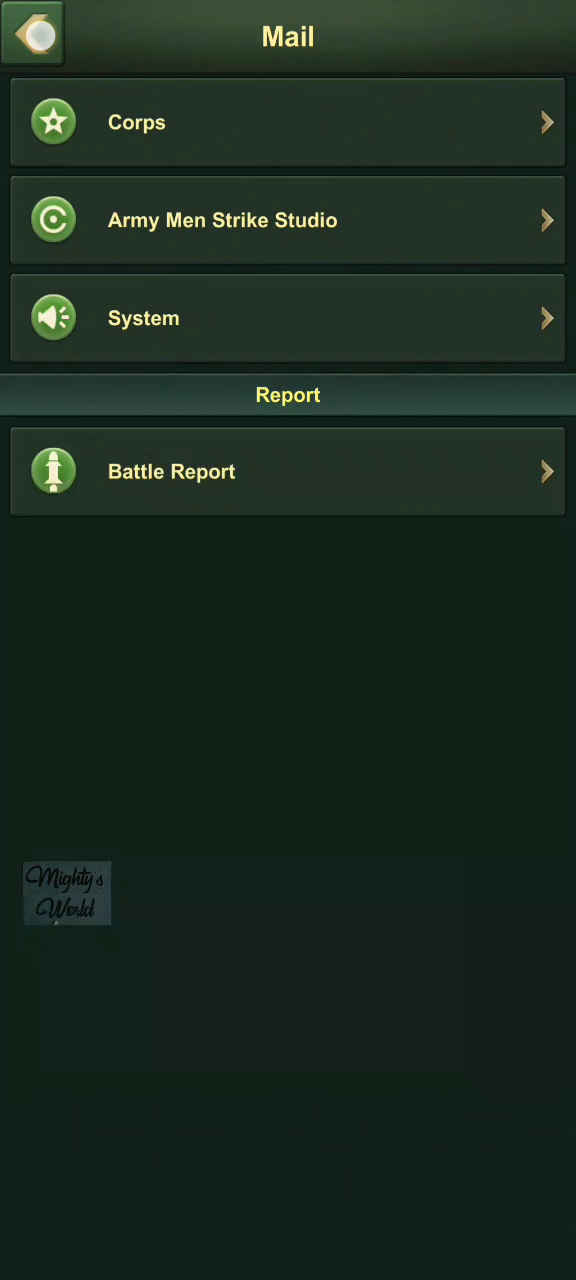 Mail
Corps
Army Men Strike Studio
System
Report
Battle Report
Mighty's
World